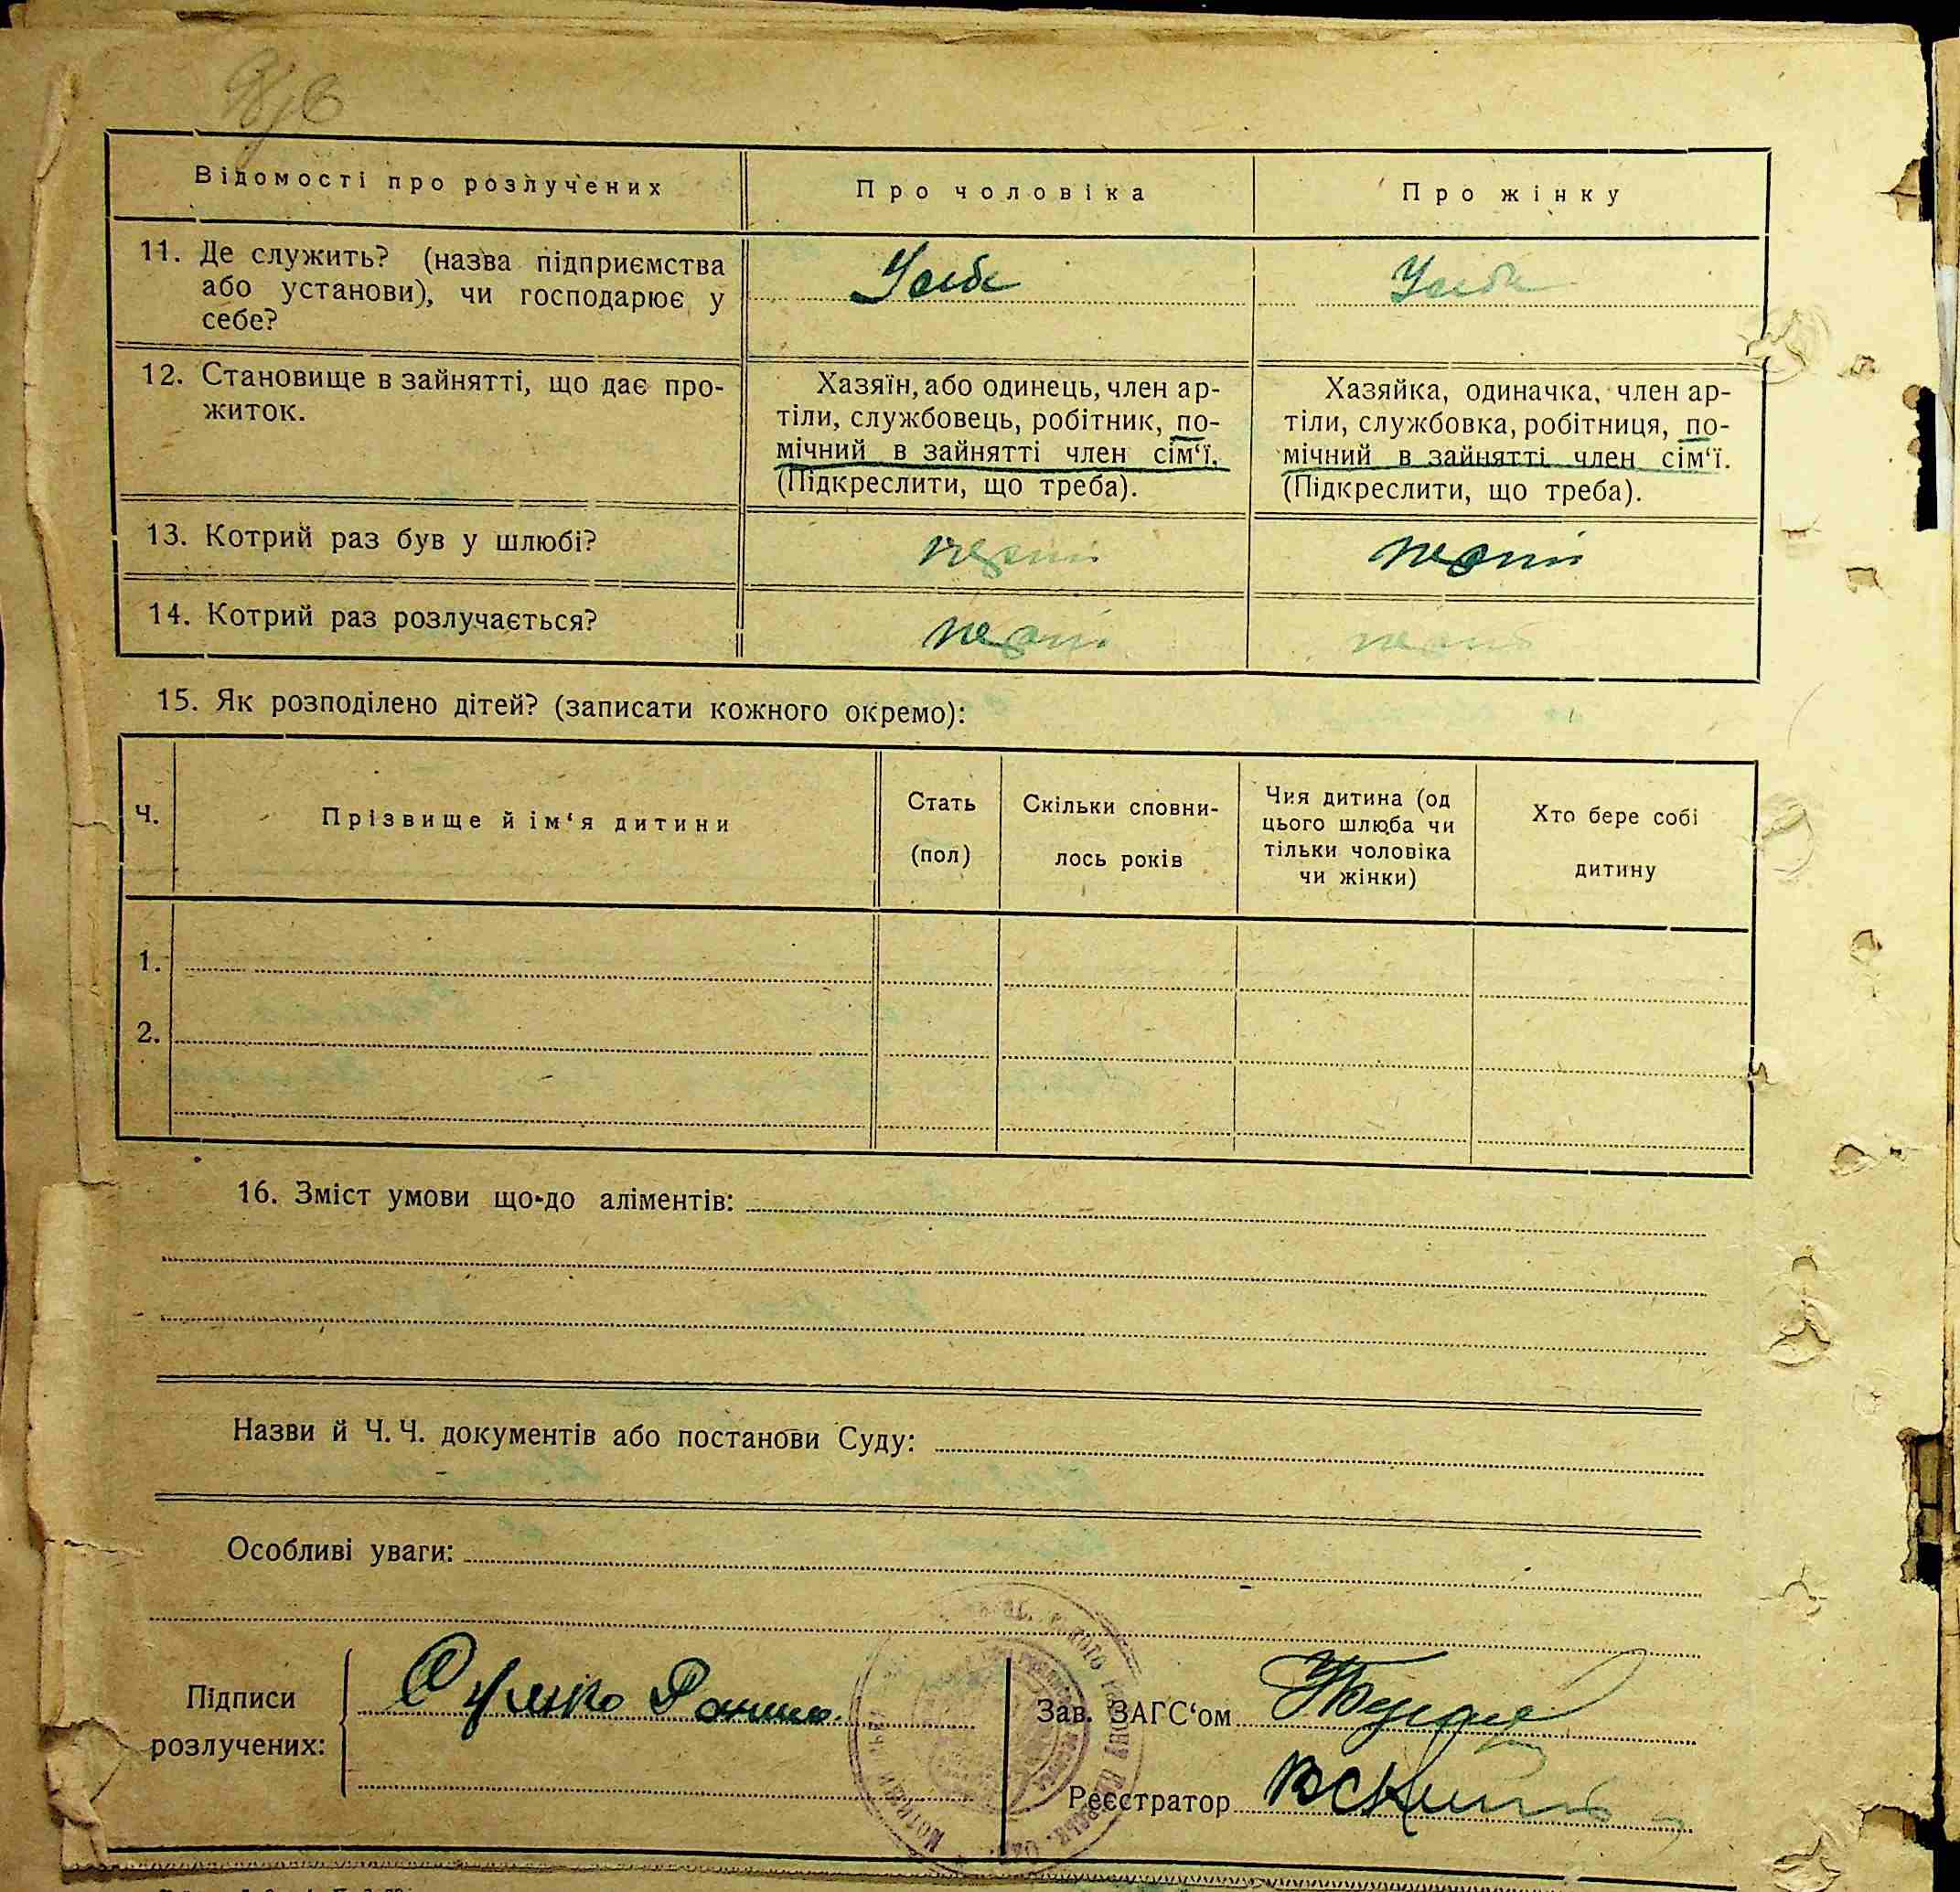 Відомості про розлучених
Про чоловіка
Про жінку
11. Де служить? (назва підприємства
або установи), чи господарює у
себе?
У себе
У себе
12. Становище в зайнятті, що дає про-
житок.
Хазяїн, або одинець, член ар-
тіли, службовець, робітник, по-
мічний в зайнятті член сім‘ї.
(Підкреслити, що треба).
Хазяйка, одиначка, член ар-
тіли, службовка, робітниця, по-
мічний в зайнятті член сім‘ї.
(Підкреслити, що треба).
13. Котрий раз був у шлюбі?
перший
перший
14. Котрий раз розлучається?
перший
перший
15. Як розподілено дітей? (записати кожного окремо):
Ч.
Прізвище й ім‘я дитини
Стать
(пол)
Скільки сповни-
лось років
Чия дитина (од
цього шлюба чи
тільки чоловіка
чи жінки)
Хто бере собі
дитину
1.
2.
16. Зміст умови що-до аліментів:
Назви й Ч. Ч. документів або постанови Суду:
Особливі уваги:
Підписи
розлучених:
Зав. ЗАГС‘ом
Реєстратор